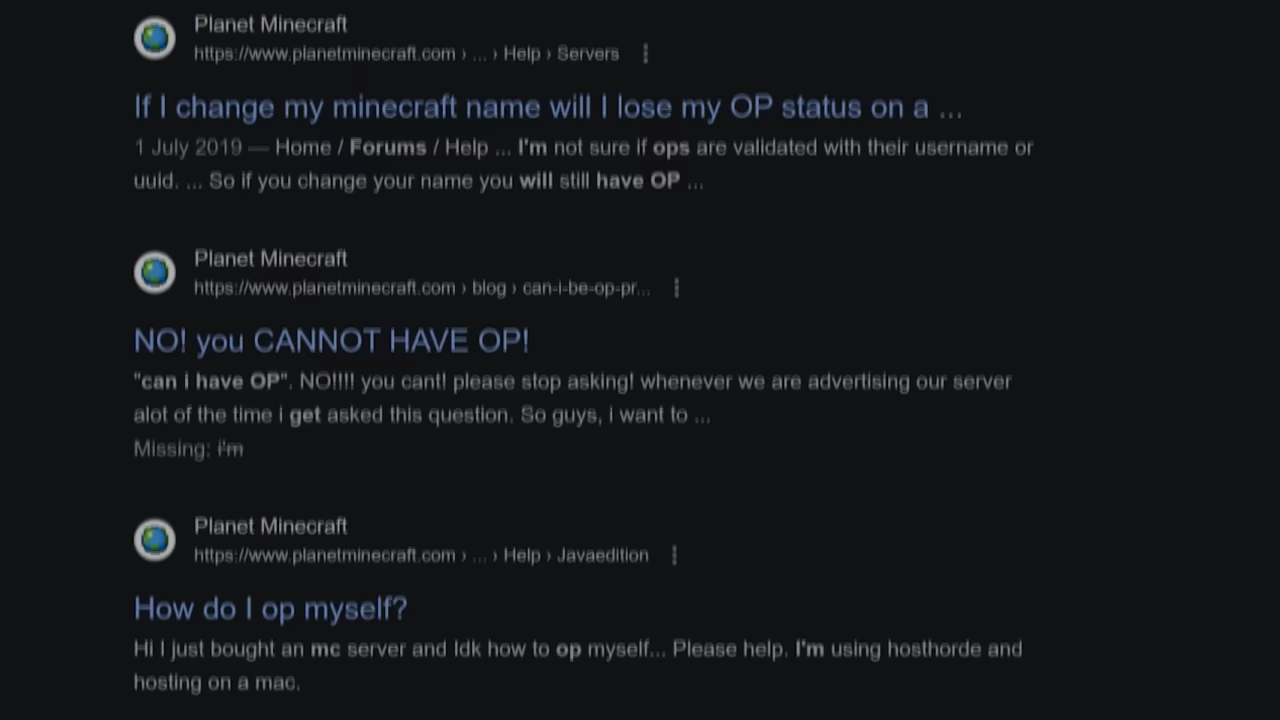 Planet Minecraft
https://www.planetminecraft.com › ... › Help › Servers
If I change my minecraft name will I lose my OP status on a ...
1 July 2019 — Home / Forums / Help ... I'm not sure if ops are validated with their username or
uuid. ... So if you change your name you will still have OP ...
Planet Minecraft
https://www.planetminecraft.com › blog › can-i-be-op-pr...
NO! you CANNOT HAVE OP!
"can i have OP". NO!!!! you cant! please stop asking! whenever we are advertising our server
alot of the time i get asked this question. So guys, i want to ...
Missing: i'm
Planet Minecraft
https://www.planetminecraft.com › ... › Help › Javaedition
How do I op myself?
Hi I just bought an mc server and Idk how to op myself... Please help. I'm using hosthorde and
hosting on a mac.